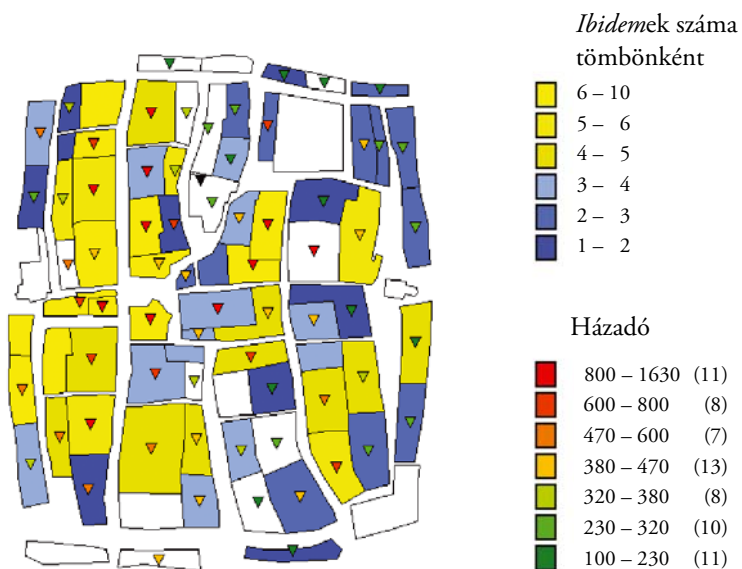 Ibidemek száma
tömbönként
6 – 10
5 – 6
4 – 5
3 – 4
2 – 3
1 – 2
Házadó
800 – 1630 (11)
600 – 800 (8)
470 – 600 (7)
380 – 470 (13)
320 – 380 (8)
230 – 320 (10)
100 – 230 (11)